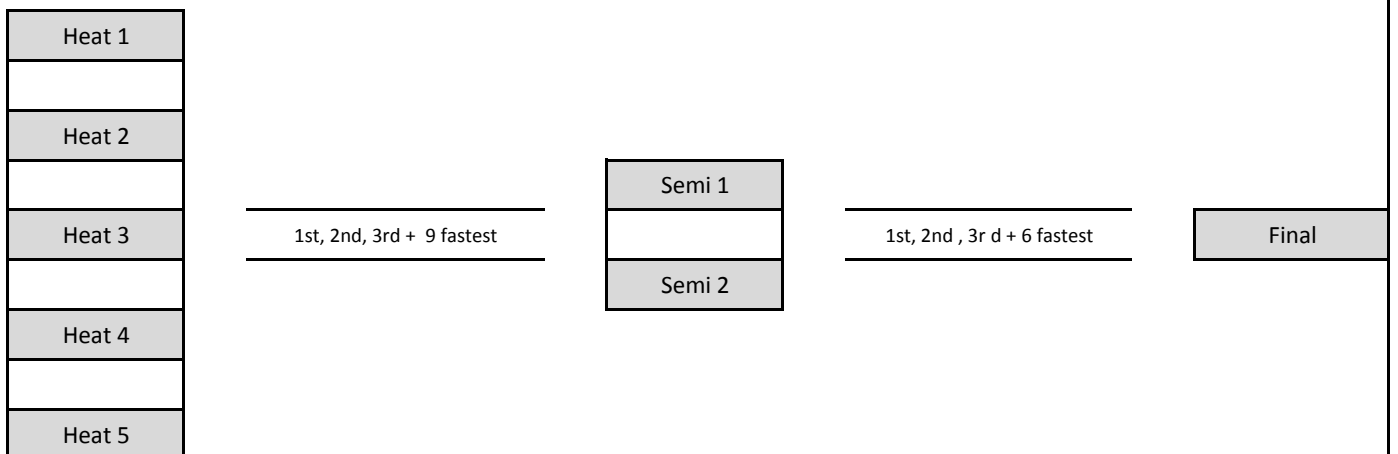 Heat 1
Heat 2
Semi 1
Heat 3
1st, 2nd, 3rd + 9 fastest
1st, 2nd , 3r d + 6 fastest
Final
Semi 2
Heat 4
Heat 5